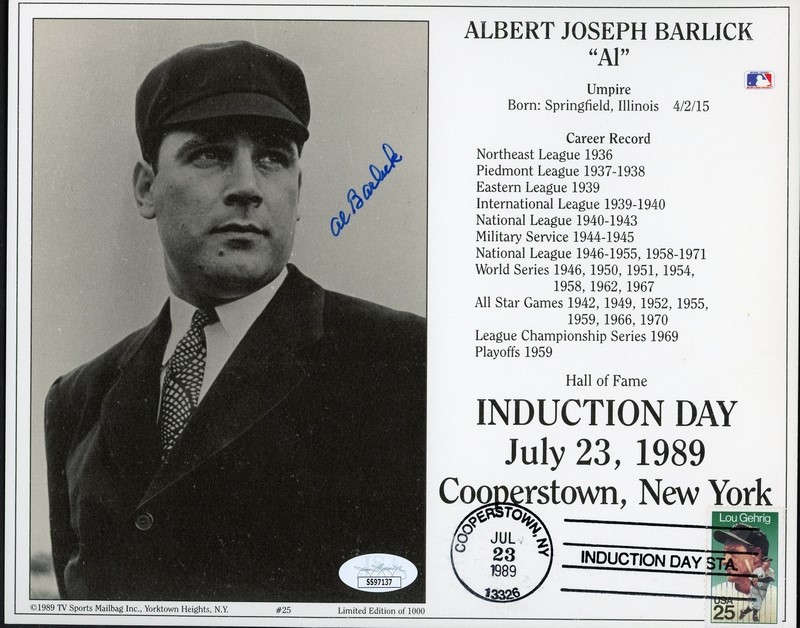 ALBERT JOSEPH BARLICK
“Al”
Umpire
Born: Springfield, Illinois 4/2/15
Career Record
Northeast League 1936
Piedmont League 1937-1938
Eastern League 1939
International League 1939-1940
National League 1940-1943
Military Service 1944-1945
National League 1946-1955, 1958-1971
World Series 1946, 1950, 1951, 1954,
1958, 1962, 1967
All Star Games 1942, 1949, 1952, 1955,
1959, 1966, 1970
League Championship Series 1969
Playoffs 1959
Hall of Fame
INDUCTION DAY
July 23, 1989
Cooperstown, New York
Al Barlick
COOPERSTOWN, NY
JUL
23
1989
13326
INDUCTION DAY STA.
Lou Gehrig
USA
25
SS97137
©1989 TV Sports Mailbag Inc., Yorktown Heights, N.Y. #25 Limited Edition of 1000